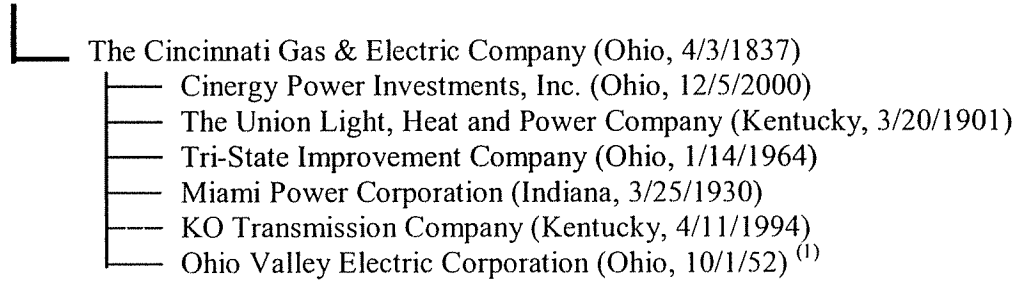 The Cincinnati Gas & Electric Company (Ohio, 4/3/1837)
Cinergy Power Investments, Inc. (Ohio, 12/5/2000)
The Union Light, Heat and Power Company (Kentucky, 3/20/1901)
Tri-State Improvement Company (Ohio, 1/14/1964)
Miami Power Corporation (Indiana, 3/25/1930)
KO Transmission Company (Kentucky, 4/11/1994)
Ohio Valley Electric Corporation (Ohio, 10/1/52) (1)